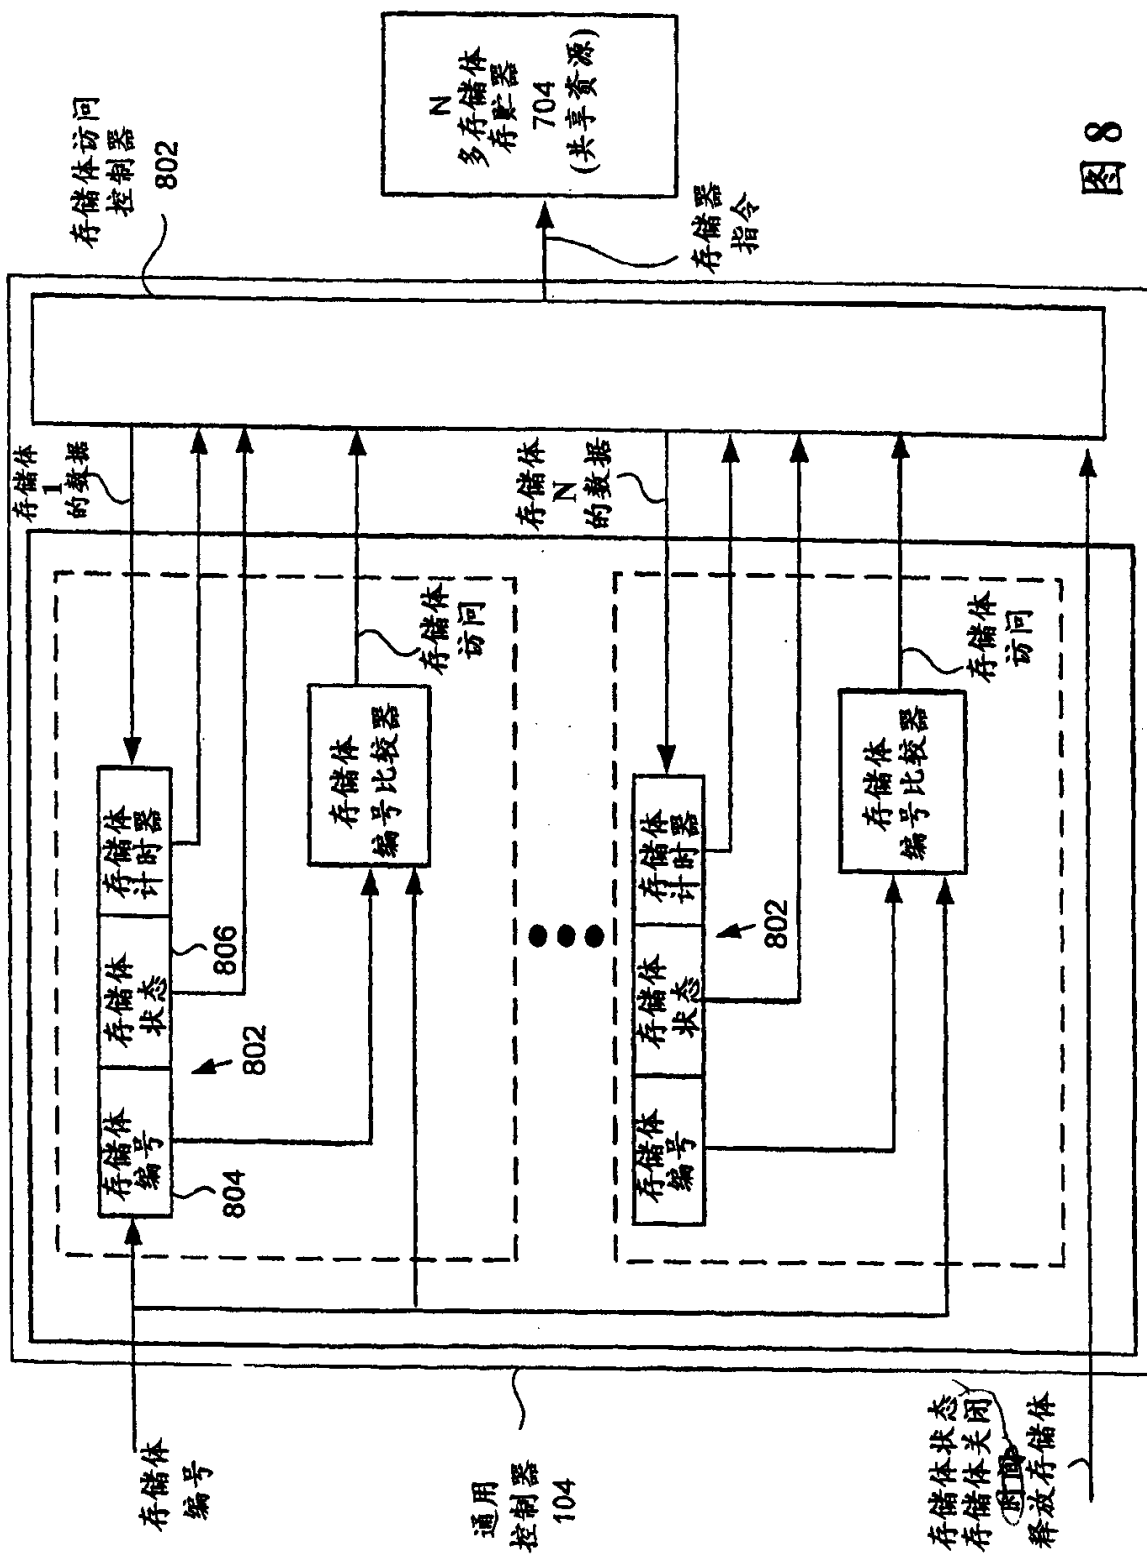 存储体
编号
通用
控制器
104
存储体状态
存储体关闭
时间
释放存储体
存储体
编号
804
存储体
状态
806
存储体
计时器
802
存储体
编号比较器
存储体
访问
存储体
1
的数据
存储体
编号
存储体
状态
存储体
计时器
802
存储体
编号比较器
存储体
访问
存储体
N
的数据
存储体访问
控制器
802
存储器
指令
N
多存储体
存贮器
704
(共享资源)
图 8